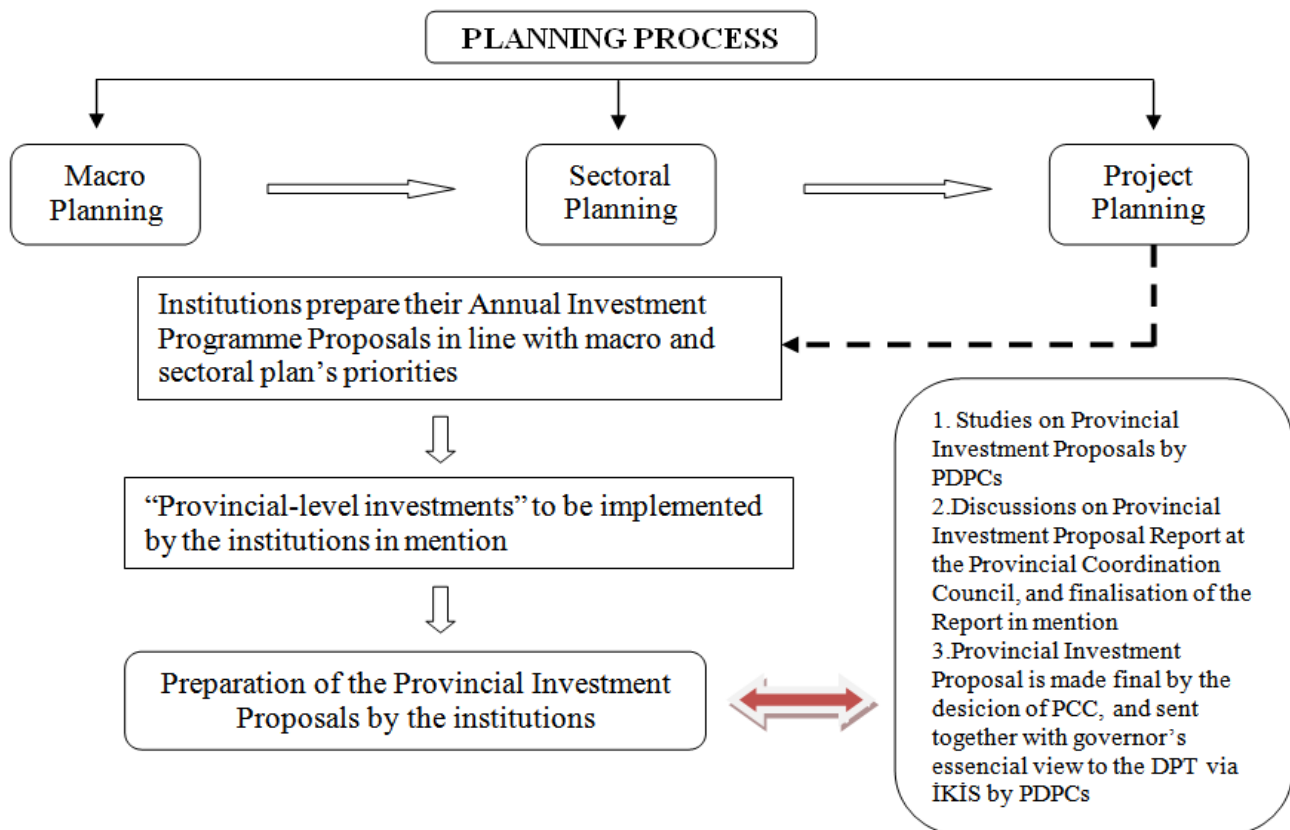 PLANNING PROCESS
Macro
Planning
Sectoral
Planning
Project
Planning
Institutions prepare their Annual Investment
Programme Proposals in line with macro and
sectoral plan’s priorities
“Provincial-level investments” to be implemented
by the institutions in mention
Preparation of the Provincial Investment
Proposals by the institutions
1. Studies on Provincial
Investment Proposals by
PDPCs
2.Discussions on Provincial
Investment Proposal Report at
the Provincial Coordination
Council, and finalisation of the
Report in mention
3.Provincial Investment
Proposal is made final by the
desicion of PCC, and sent
together with governor’s
essencial view to the DPT via
İKİS by PDPCs